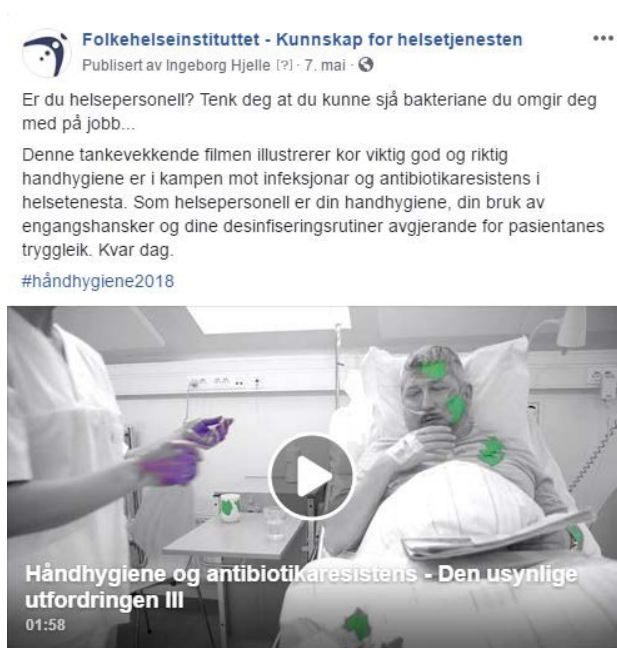 Folkehelseinstituttet - Kunnskap for helsetjenesten
Publisert av Ingeborg Hjelle [?] · 7. mai ·
Er du helsepersonell? Tenk deg at du kunne sjå bakteriane du omgir deg
med på jobb...
Denne tankevekkende filmen illustrerer kor viktig god og riktig
handhygiene er i kampen mot infeksjonar og antibiotikaresistens i
helsetenesta. Som helsepersonell er din handhygiene, din bruk av
engangshansker og dine desinfiseringsrutiner avgjerande for pasientanes
tryggleik. Kvar dag.
#håndhygiene2018
Håndhygiene og antibiotikaresistens - Den usynlige
utfordringen III
01:58